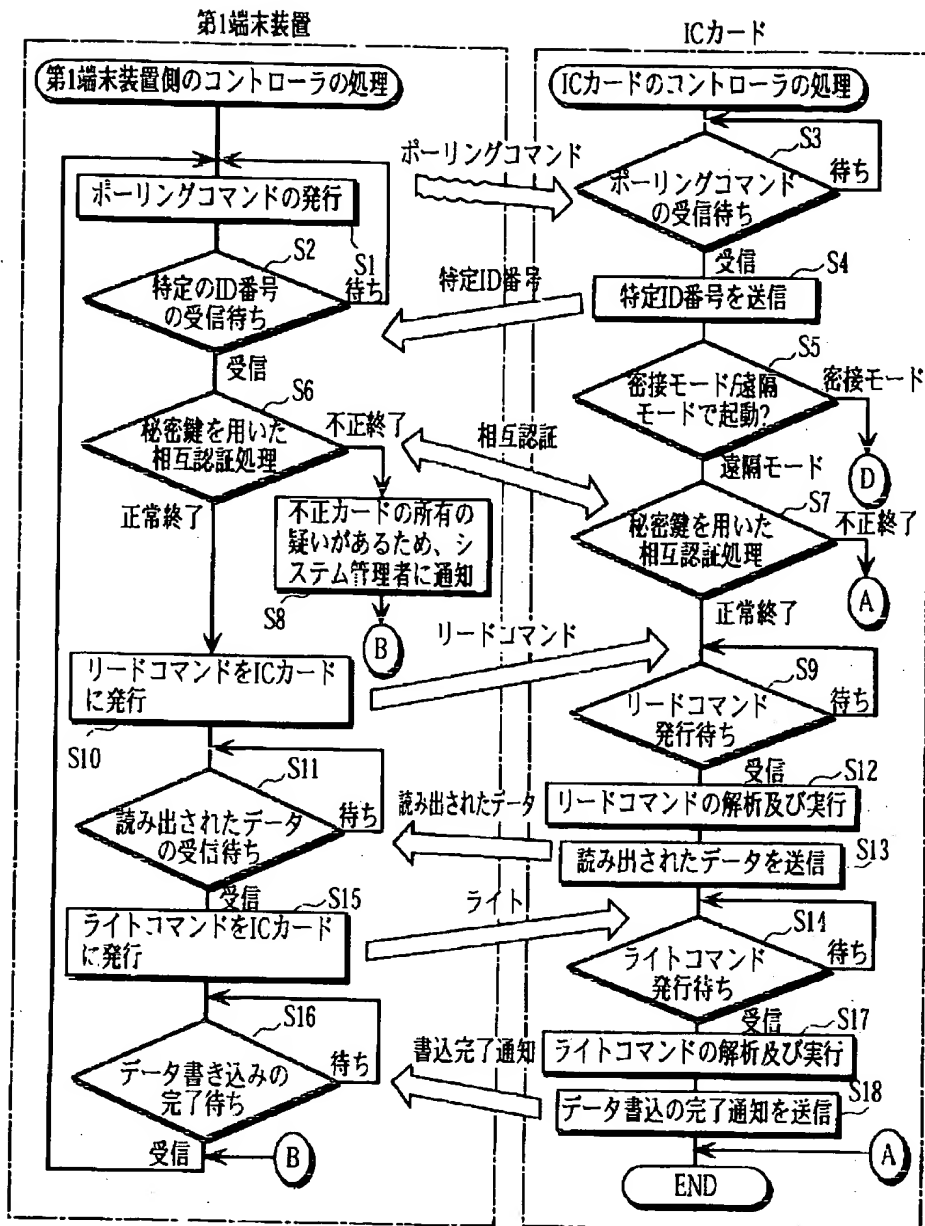 第1端末装置
ICカード
第1端末装置側のコントローラの処理
ICカードのコントローラの処理
ポーリングコマンド
S3
ポーリングコマンド
の受信待ち
待ち
ポーリングコマンドの発行
S1
受信
S2
特定のID番号
の受信待ち
待ち
特定ID番号
S4
特定ID番号を送信
受信
S5
密接モード/遠隔
モードで起動?
密接モード
D
遠隔モード
S6
秘密鍵を用いた
相互認証処理
不正終了
相互認証
S7
秘密鍵を用いた
相互認証処理
不正終了
A
正常終了
不正カードの所有の
疑いがあるため、シ
ステム管理者に通知
S8
B
正常終了
リードコマンド
リードコマンドをICカード
に発行
S10
S9
リードコマンド
発行待ち
待ち
受信
S11
読み出されたデータ
の受信待ち
待ち
S12
リードコマンドの解析及び実行
読み出されたデータ
読み出されたデータを送信
S13
受信
S15
ライトコマンドをICカード
に発行
ライト
S14
ライトコマンド
発行待ち
待ち
受信
S16
データ書き込みの
完了待ち
待ち
S17
ライトコマンドの解析及び実行
書込完了通知
データ書込の完了通知を送信
S18
受信
B
A
END